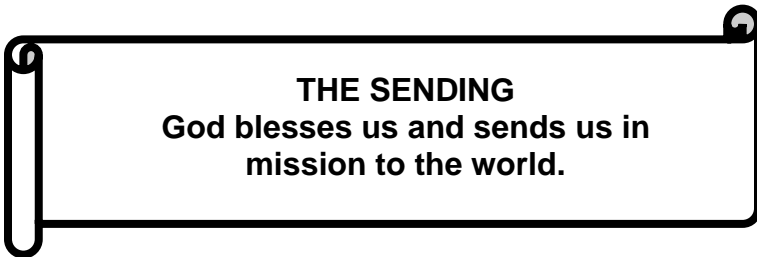 THE SENDING
God blesses us and sends us in
mission to the world.